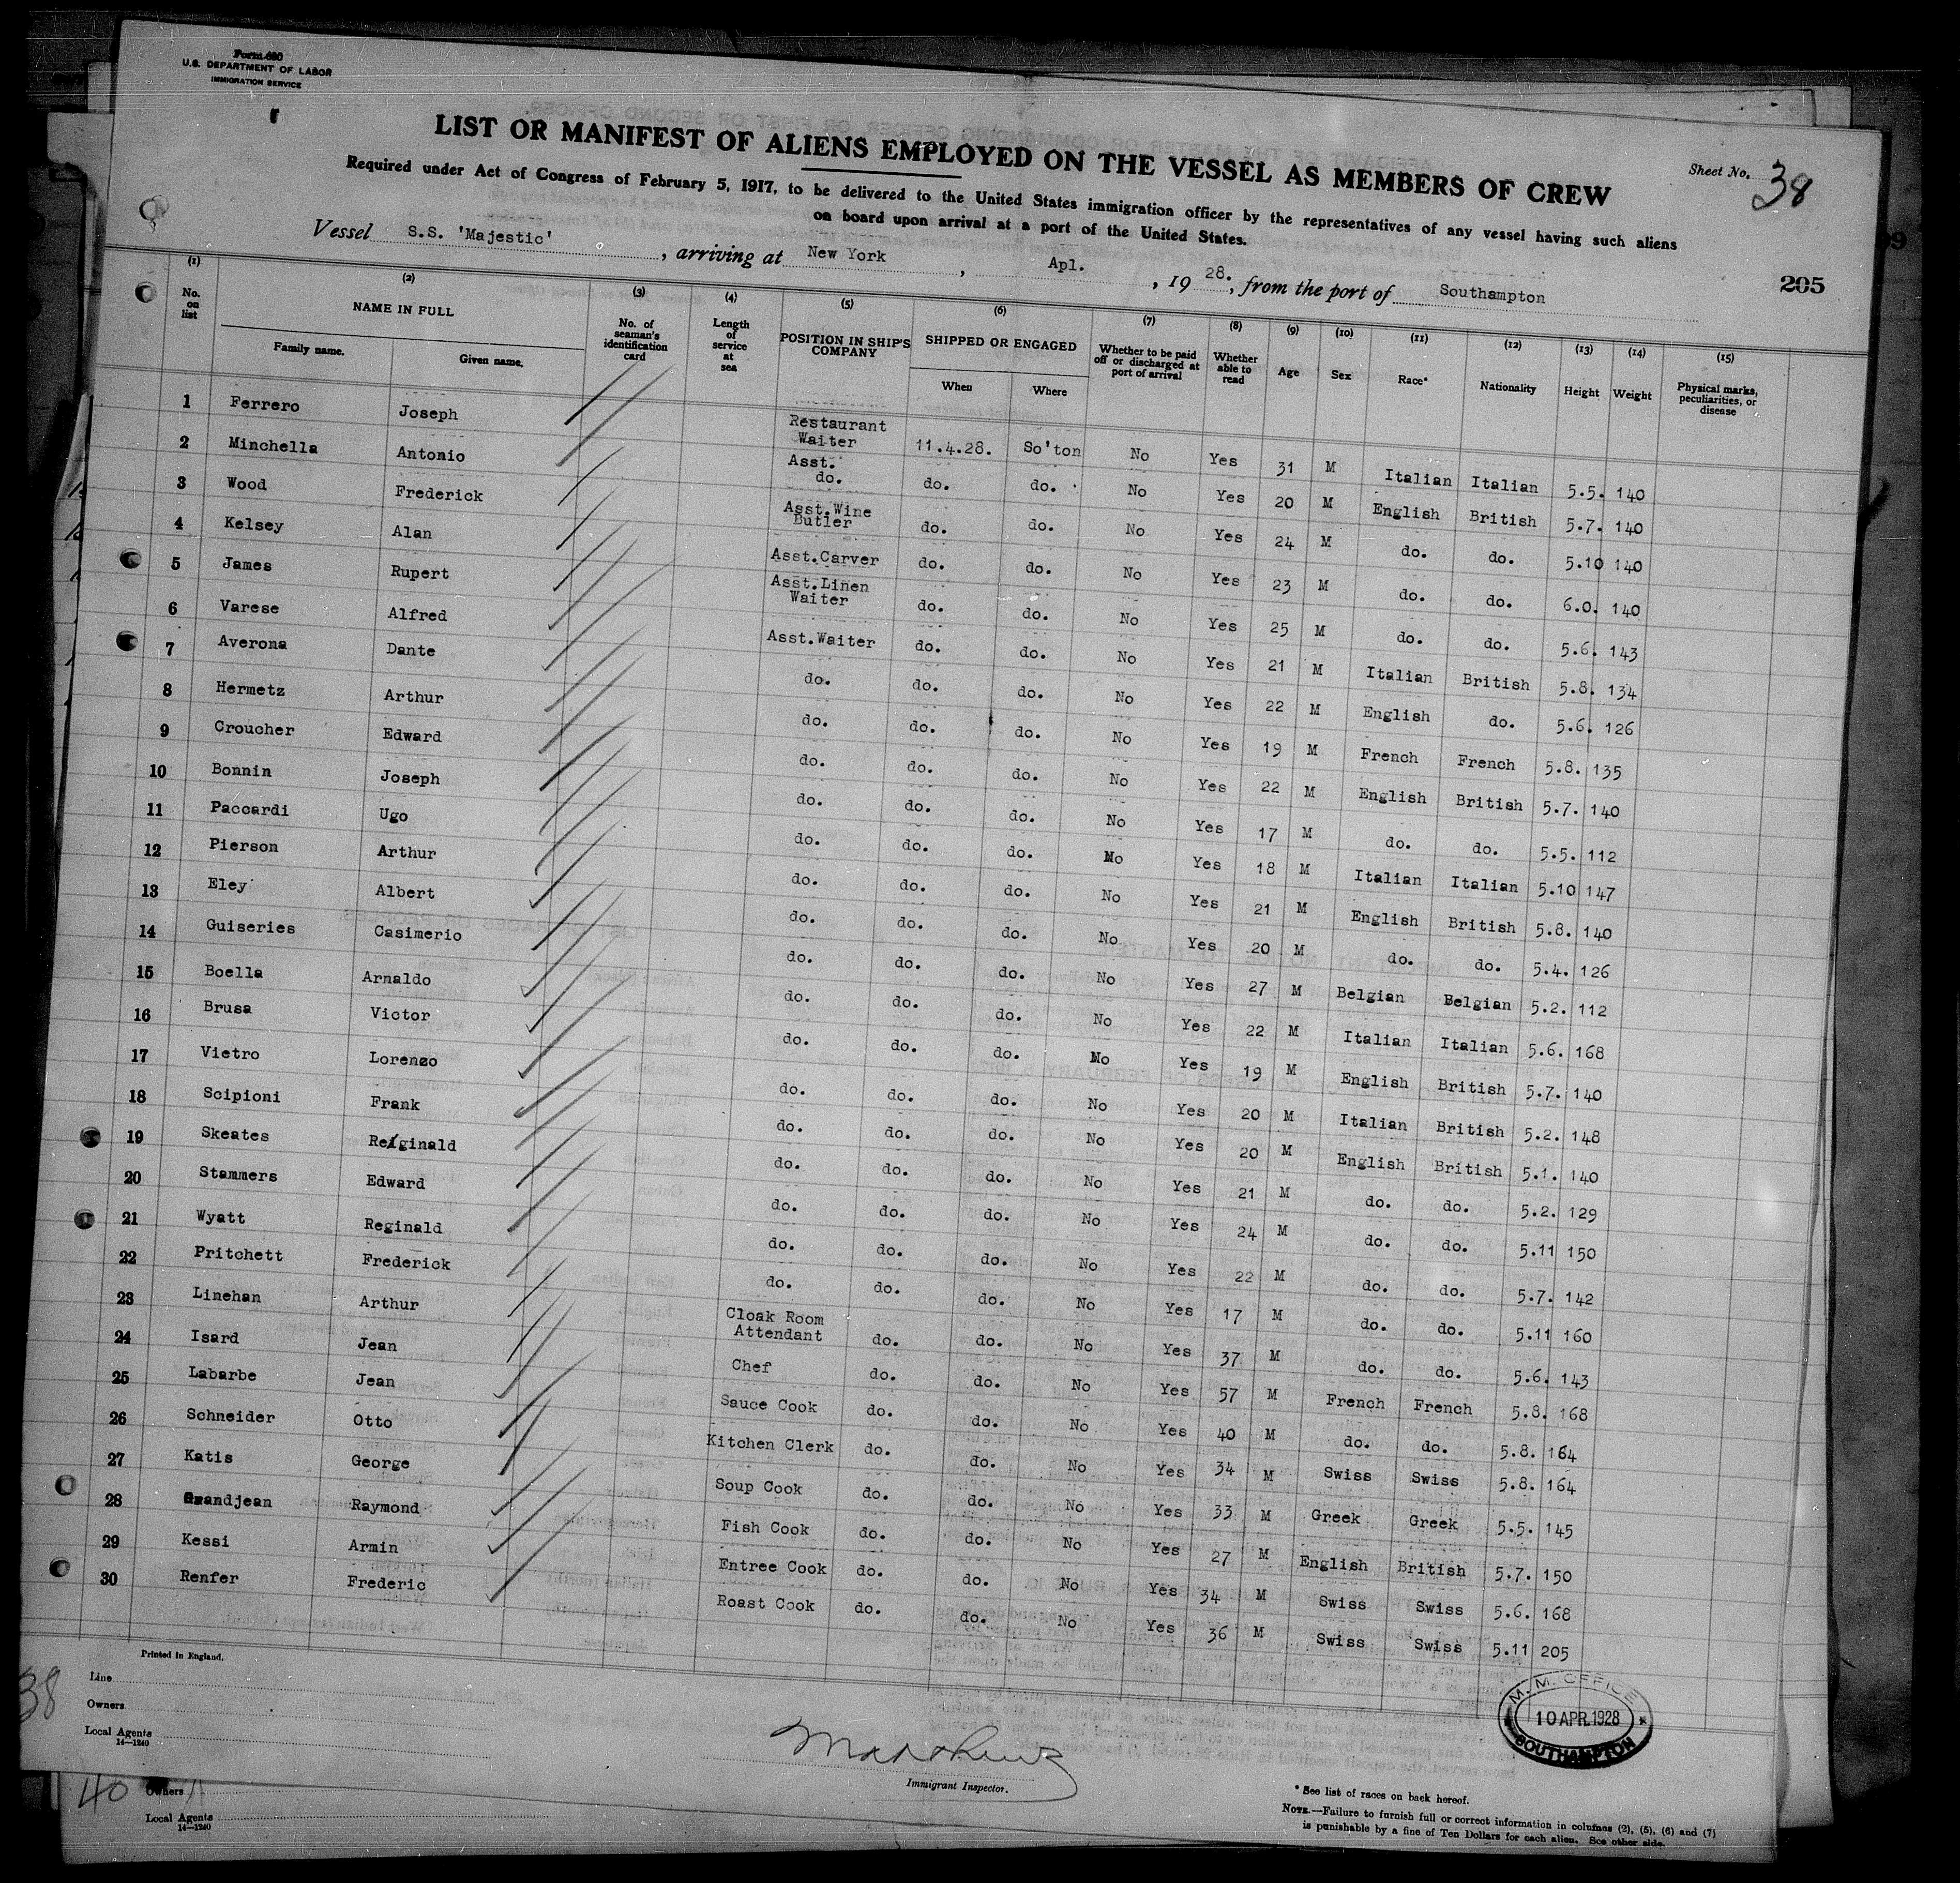 Form 680
U.S. DEPARTMENT OF LABOR
IMMIGRATION SERVICE
LIST OR MANIFEST OF ALIENS EMPLOYED ON THE VESSEL AS MEMBERS OF CREW
Sheet No. 38
Required under Act of Congress of February 5, 1917, to be delivered to the United States immigration officer by the representatives of any vessel having such aliens
on board upon arrival at a port of the United States.
Vessel S.S. 'Majestic', arriving at New York, Apl., 1928., from the port of Southampton
205
(1) (2) (3) (4) (5) (6) (7) (8) (9) (10) (11) (12) (13) (14) (15)
No. on list NAME IN FULL No. of seaman's identification card Length of service at sea POSITION IN SHIP'S COMPANY SHIPPED OR ENGAGED Whether to be paid off or discharged at port of arrival Whether able to read Age Sex Race* Nationality Height Weight Physical marks, peculiarities, or disease
Family name. Given name. When Where
1 Ferrero Joseph Restaurant Waiter 11.4.28. So'ton No Yes 31 M Italian Italian 5.5. 140
2 Minchella Antonio Asst. do. do. do. No Yes 20 M English British 5.7. 140
3 Wood Frederick Asst.Wine Butler do. do. No Yes 24 M do. do. 5.10 140
4 Kelsey Alan Asst.Carver do. do. No Yes 23 M do. do. 6.0. 140
5 James Rupert Asst.Linen Waiter do. do. No Yes 25 M do. do. 5.6. 143
6 Varese Alfred Asst.Waiter do. do. No Yes 21 M Italian British 5.8. 134
7 Averona Dante do. do. do. No Yes 22 M English do. 5.6. 126
8 Hermetz Arthur do. do. do. No Yes 19 M French French 5.8. 135
9 Croucher Edward do. do. do. No Yes 22 M English British 5.7. 140
10 Bonnin Joseph do. do. do. No Yes 17 M do. do. 5.5. 112
11 Paccardi Ugo do. do. do. No Yes 18 M Italian Italian 5.10 147
12 Pierson Arthur do. do. do. No Yes 21 M English British 5.8. 140
13 Eley Albert do. do. do. No Yes 20 M do. do. 5.4. 126
14 Guiseries Casimerio do. do. do. No Yes 27 M Belgian Belgian 5.2. 112
15 Boella Arnaldo do. do. do. No Yes 22 M Italian Italian 5.6. 168
16 Brusa Victor do. do. do. No Yes 19 M English British 5.7. 140
17 Vietro Lorenzo do. do. do. No Yes 20 M Italian British 5.2. 148
18 Scipioni Frank do. do. do. No Yes 20 M English British 5.1. 140
19 Skeates Reginald do. do. do. No Yes 21 M do. do. 5.2. 129
20 Stammers Edward do. do. do. No Yes 24 M do. do. 5.11 150
21 Wyatt Reginald do. do. do. No Yes 22 M do. do. 5.7. 142
22 Pritchett Frederick do. do. do. No Yes 17 M do. do. 5.11 160
23 Linehan Arthur Cloak Room Attendant do. do. No Yes 37 M do. do. 5.6. 143
24 Isard Jean Chef do. do. No Yes 57 M French French 5.8. 168
25 Labarbe Jean Sauce Cook do. do. No Yes 40 M do. do. 5.8. 164
26 Schneider Otto Kitchen Clerk do. do. No Yes 34 M Swiss Swiss 5.8. 164
27 Katis George Soup Cook do. do. No Yes 33 M Greek Greek 5.5. 145
28 Grandjean Raymond Fish Cook do. do. No Yes 27 M English British 5.7. 150
29 Kessi Armin Entree Cook do. do. No Yes 34 M Swiss Swiss 5.6. 168
30 Renfer Frederic Roast Cook do. do. No Yes 36 M Swiss Swiss 5.11 205
Printed in England.
Line
Owners
Local Agents
14—1240
38
Immigrant Inspector.
M. M. OFFICE
10 APR 1928
SOUTHAMPTON
* See list of races on back hereof.
NOTE.—Failure to furnish full or correct information in columns (2), (5), (6) and (7)
is punishable by a fine of Ten Dollars for each alien. See other side.
40
Owners
Local Agents
14—1240